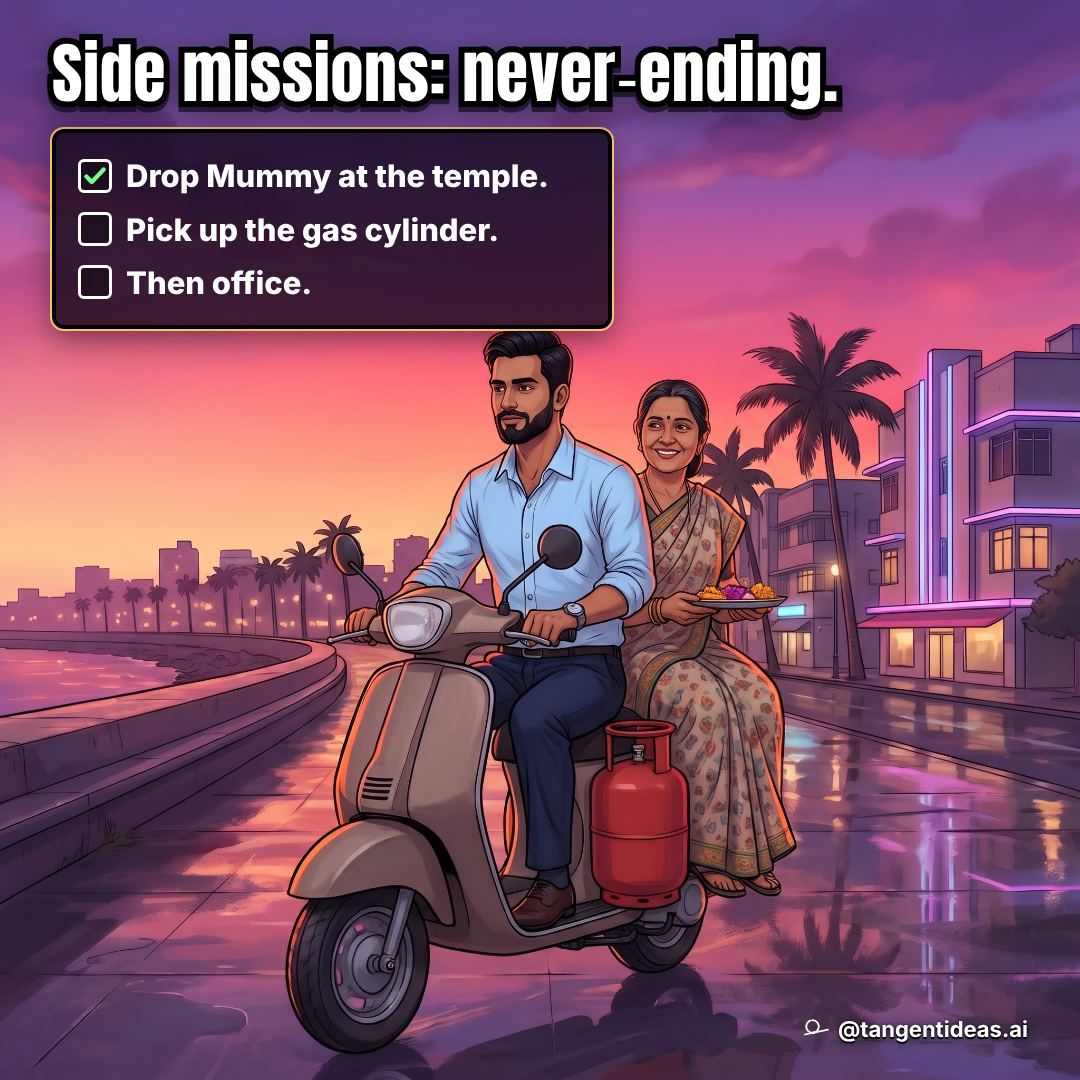 Side missions: never-ending.
Drop Mummy at the temple.
Pick up the gas cylinder.
Then office.
@tangentideas.ai